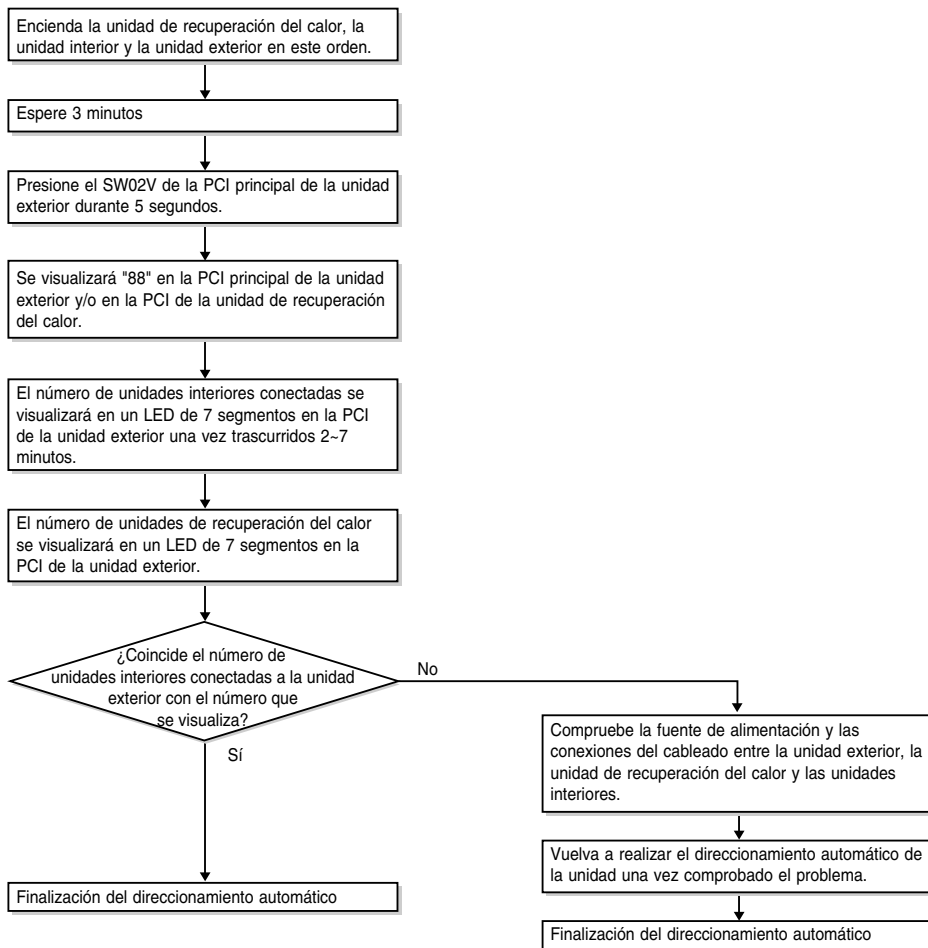 Encienda la unidad de recuperación del calor, la
unidad interior y la unidad exterior en este orden.
Espere 3 minutos
Presione el SW02V de la PCI principal de la unidad
exterior durante 5 segundos.
Se visualizará "88" en la PCI principal de la unidad
exterior y/o en la PCI de la unidad de recuperación
del calor.
El número de unidades interiores conectadas se
visualizará en un LED de 7 segmentos en la PCI
de la unidad exterior una vez trascurridos 2~7
minutos.
El número de unidades de recuperación del calor
se visualizará en un LED de 7 segmentos en la
PCI de la unidad exterior.
¿Coincide el número de
unidades interiores conectadas a la unidad
exterior con el número que
se visualiza?
No
Sí
Compruebe la fuente de alimentación y las
conexiones del cableado entre la unidad exterior, la
unidad de recuperación del calor y las unidades
interiores.
Vuelva a realizar el direccionamiento automático de
la unidad una vez comprobado el problema.
Finalización del direccionamiento automático
Finalización del direccionamiento automático